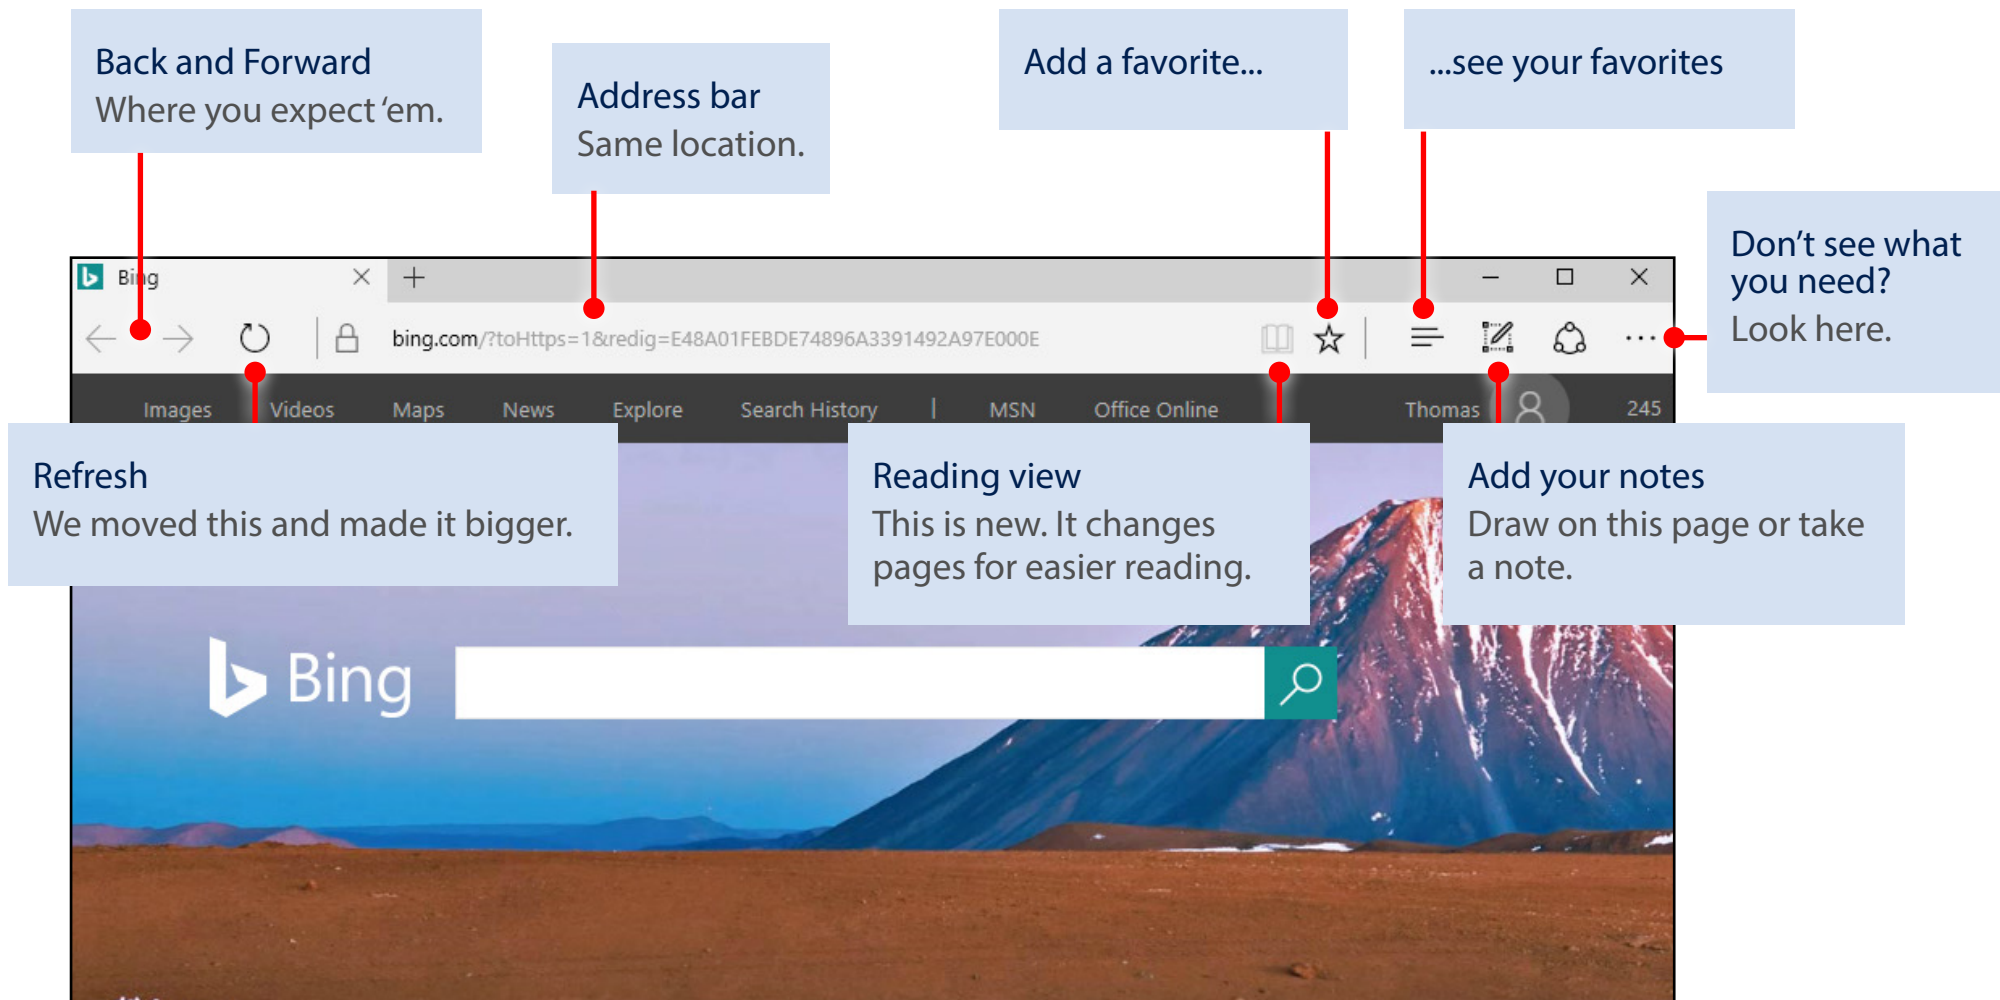 Back and Forward
Where you expect ‘em.
Address bar
Same location.
Add a favorite...
...see your favorites
Don’t see what
you need?
Look here.
Bing
bing.com/?toHttps=1&redig=E48A01FEBDE74896A3391492A97E000E
Images Videos Maps News Explore Search History | MSN Office Online Thomas 245
Refresh
We moved this and made it bigger.
Reading view
This is new. It changes
pages for easier reading.
Add your notes
Draw on this page or take
a note.
Bing